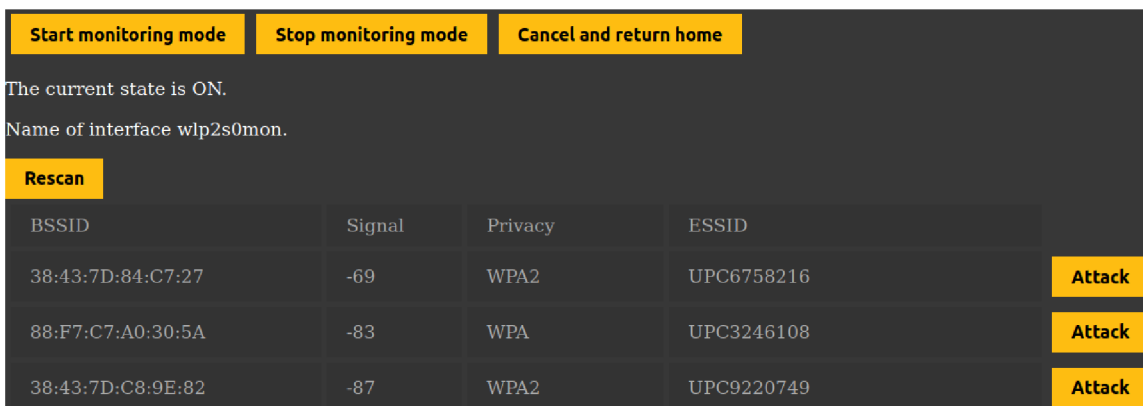 Start monitoring mode Stop monitoring mode Cancel and return home
The current state is ON.
Name of interface wlp2s0mon.
Rescan
BSSID Signal Privacy ESSID
38:43:7D:84:C7:27 -69 WPA2 UPC6758216 Attack
88:F7:C7:A0:30:5A -83 WPA UPC3246108 Attack
38:43:7D:C8:9E:82 -87 WPA2 UPC9220749 Attack